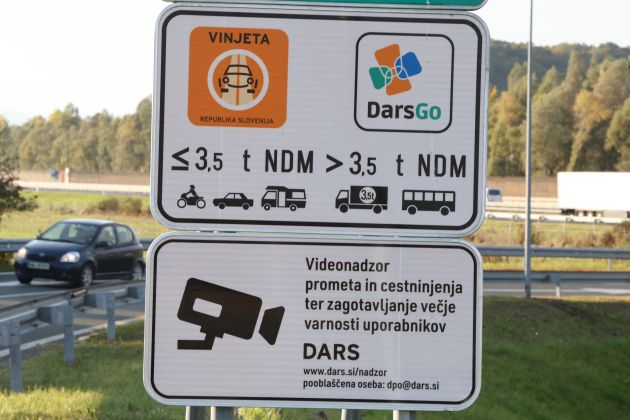 VINJETA
REPUBLIKA SLOVENIJA
DarsGo
≤ 3,5 t NDM > 3,5 t NDM
3,5t
Videonadzor
prometa in cestninjenja
ter zagotavljanje večje
varnosti uporabnikov
DARS
www.dars.si/nadzor
pooblaščena oseba: dpo@dars.si